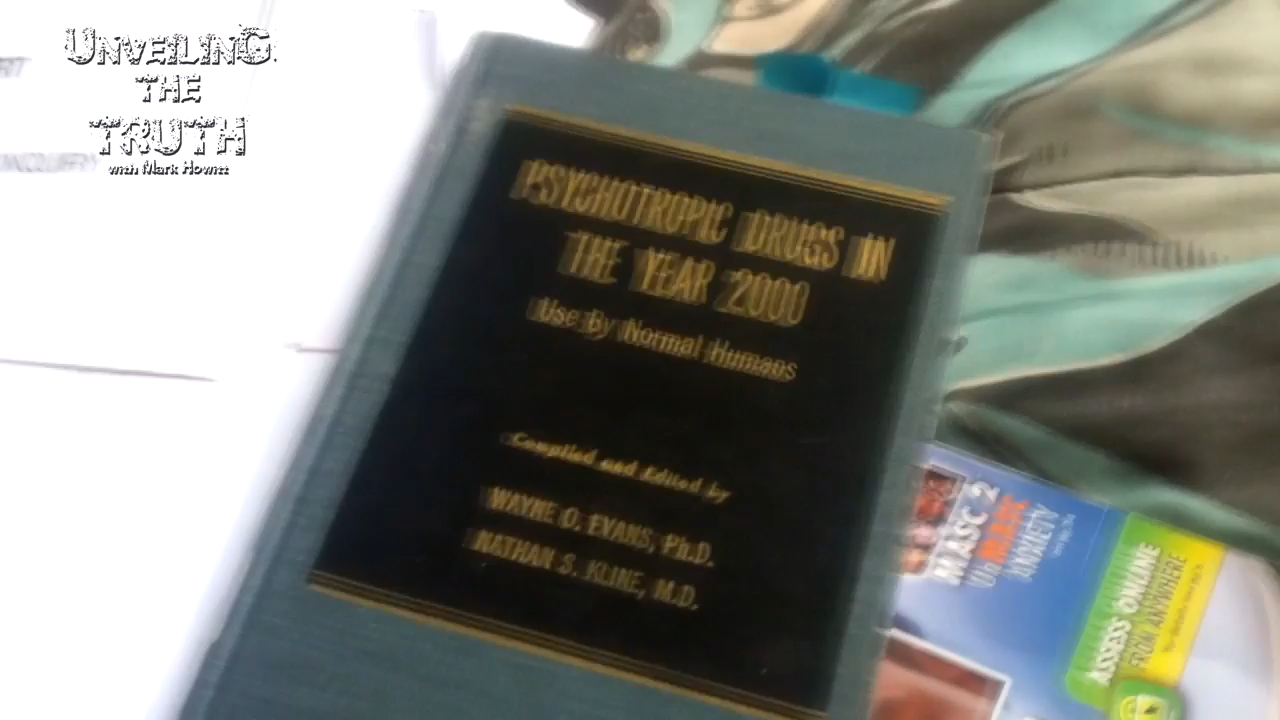 UNVEILING
THE
TRUTH
with Mark Howitt
PSYCHOTROPIC DRUGS IN
THE YEAR 2000
Use By Normal Humans
Compiled and Edited by
WAYNE O. EVANS, Ph.D.
NATHAN S. KLINE, M.D.
MASC 2
MASC
ANXIETY
ASSESS ONLINE
FROM ANYWHERE